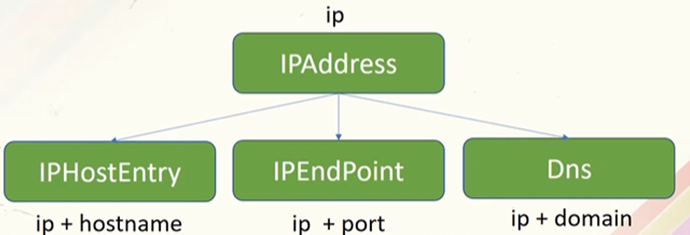 ip
IPAddress
IPHostEntry
IPEndPoint
Dns
ip + hostname
ip + port
ip + domain